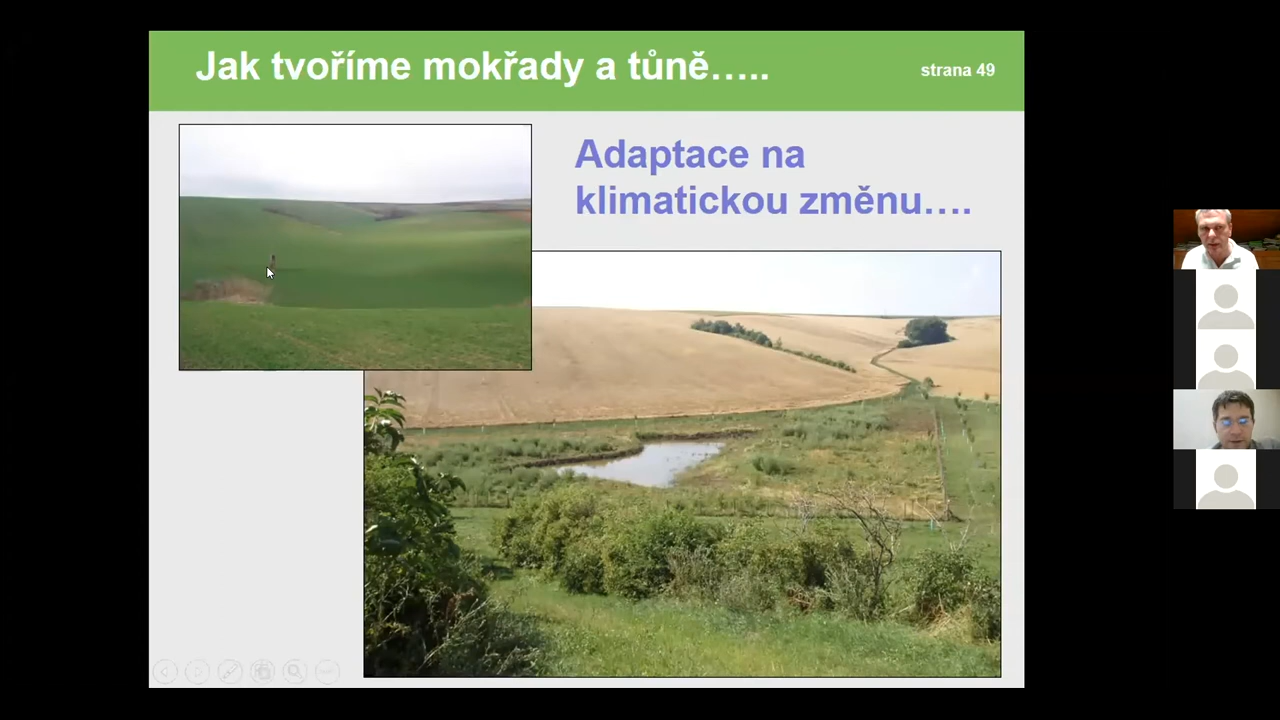 Jak tvoříme mokřady a tůně…..
strana 49
Adaptace na
klimatickou změnu….